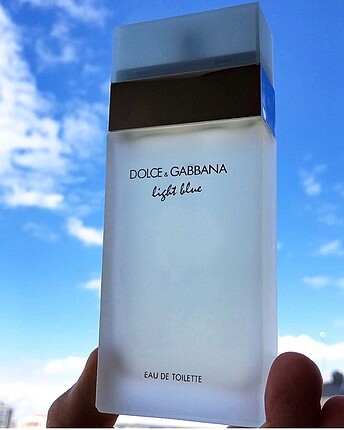 DOLCE & GABBANA
light blue
EAU DE TOILETTE